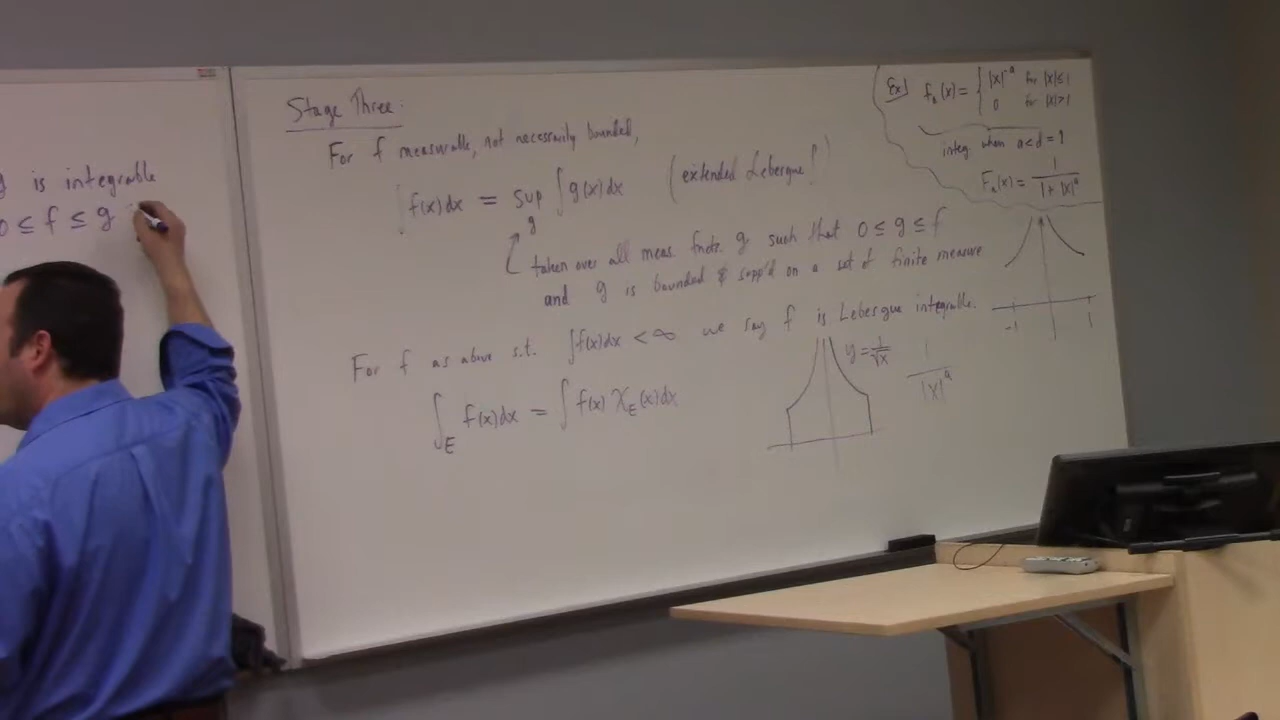 g is integrable
0 ≤ f ≤ g
Stage Three:
For f measurable, not necessarily bounded,
∫ f(x)dx = sup_g ∫ g(x)dx (extended Lebesgue)
taken over all meas. fncts. g such that 0 ≤ g ≤ f
and g is bounded & supp'd on a set of finite measure
For f as above s.t. ∫ f(x)dx < ∞ we say f is Lebesgue integrable.
∫_E f(x)dx = ∫ f(x) χ_E(x)dx
y = 1/√x
1/|x|^a
Ex) f_a(x) = { |x|^-a for |x| ≤ 1
0 for |x| > 1
integ. when a < d = 1
F_a(x) = 1/(1 + |x|^a)
-1 1